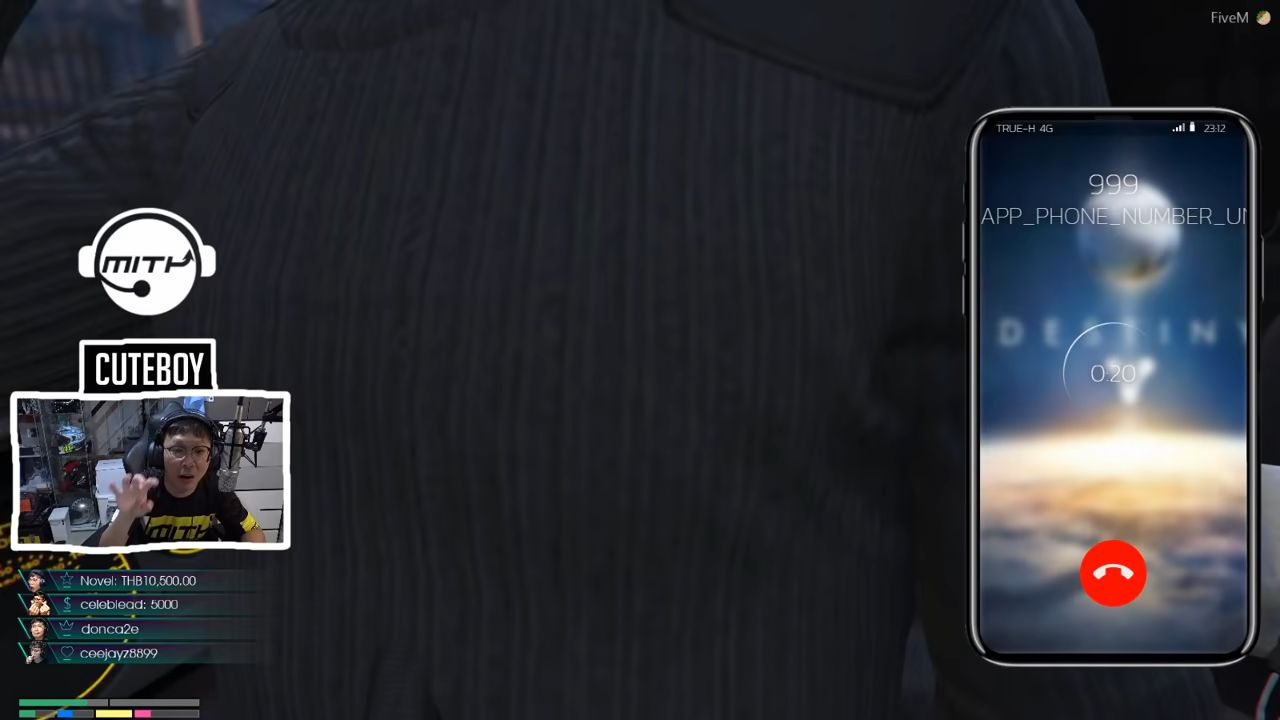 FiveM
TRUE-H 4G
23:12
999
APP_PHONE_NUMBER_UN
DESTINY
0:20
MITH
CUTEBOY
MITH
Novel: THB10,500.00
celeblead: 5000
donca2e
ceejayz8899